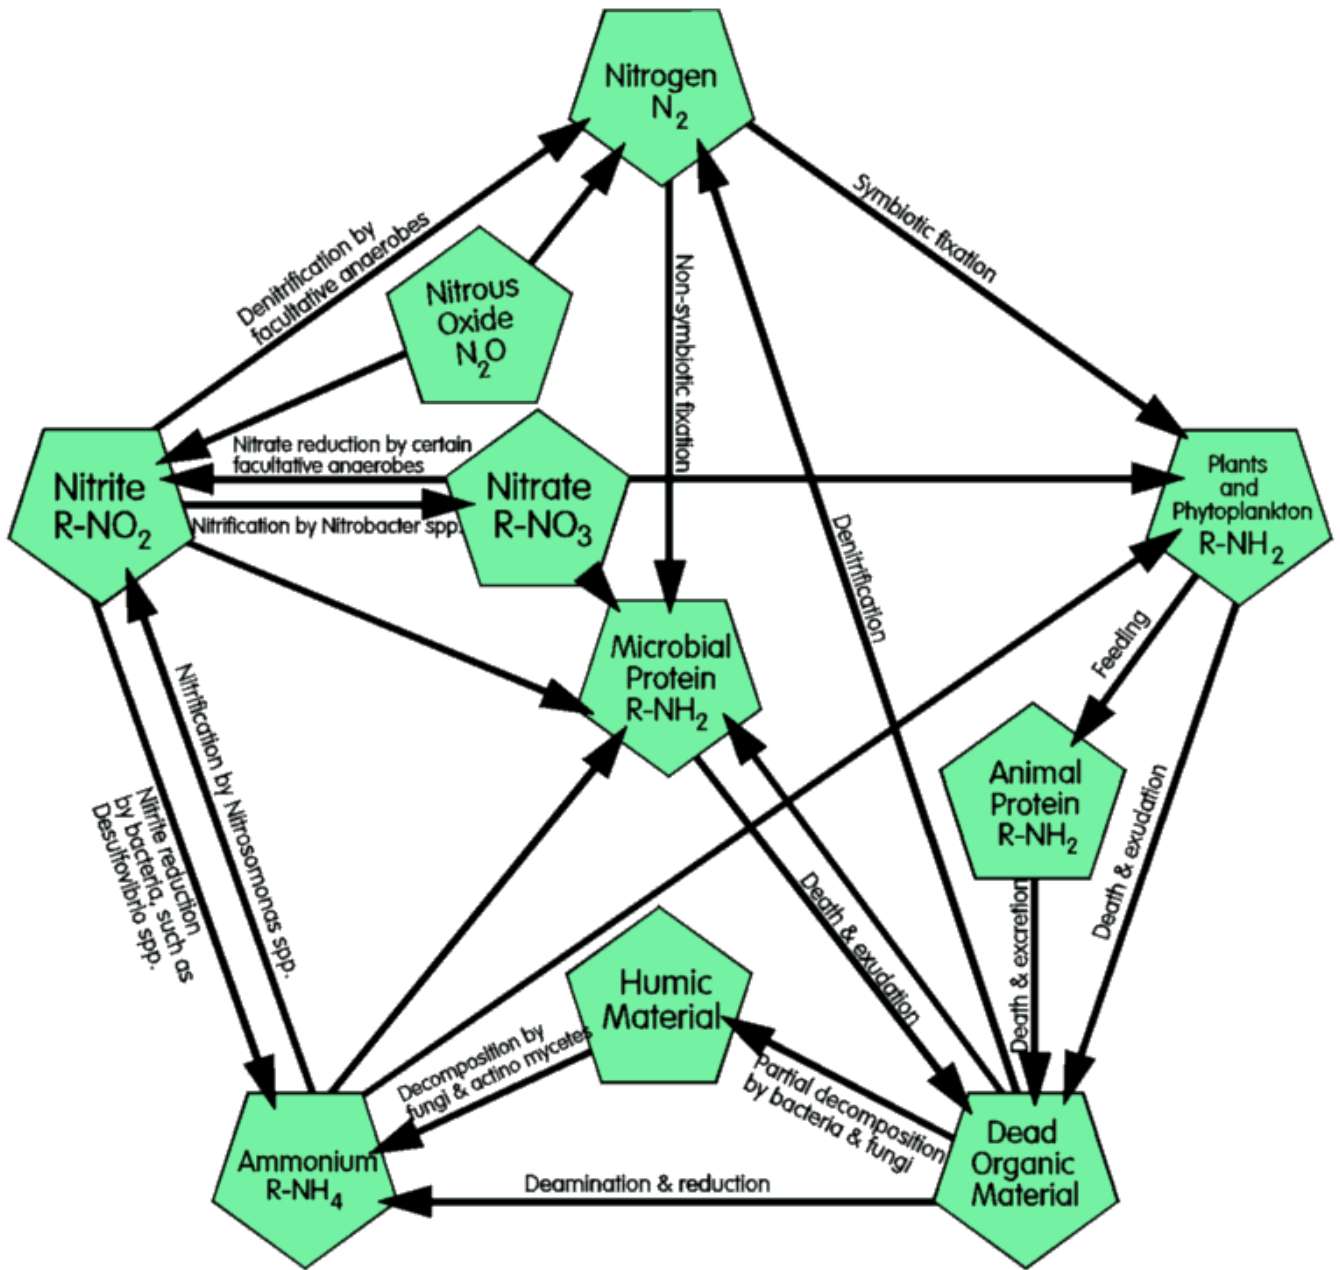 Nitrogen
N2
Symbiotic fixation
Denitrification by
facultative anaerobes
Nitrous
Oxide
N2O
Non-symbiotic fixation
Nitrate reduction by certain
facultative anaerobes
Nitrite
R-NO2
Nitrification by Nitrobacter spp.
Nitrate
R-NO3
Plants
and
Phytoplankton
R-NH2
Denitrification
Microbial
Protein
R-NH2
Feeding
Nitrification by Nitrosomonas spp.
Nitrite reduction
by bacteria, such as
Desulfovibrio spp.
Animal
Protein
R-NH2
Death & exudation
Death & exudation
Death & excretion
Humic
Material
Decomposition by
fungi & actino mycetes
Partial decomposition
by bacteria & fungi
Ammonium
R-NH4
Deamination & reduction
Dead
Organic
Material